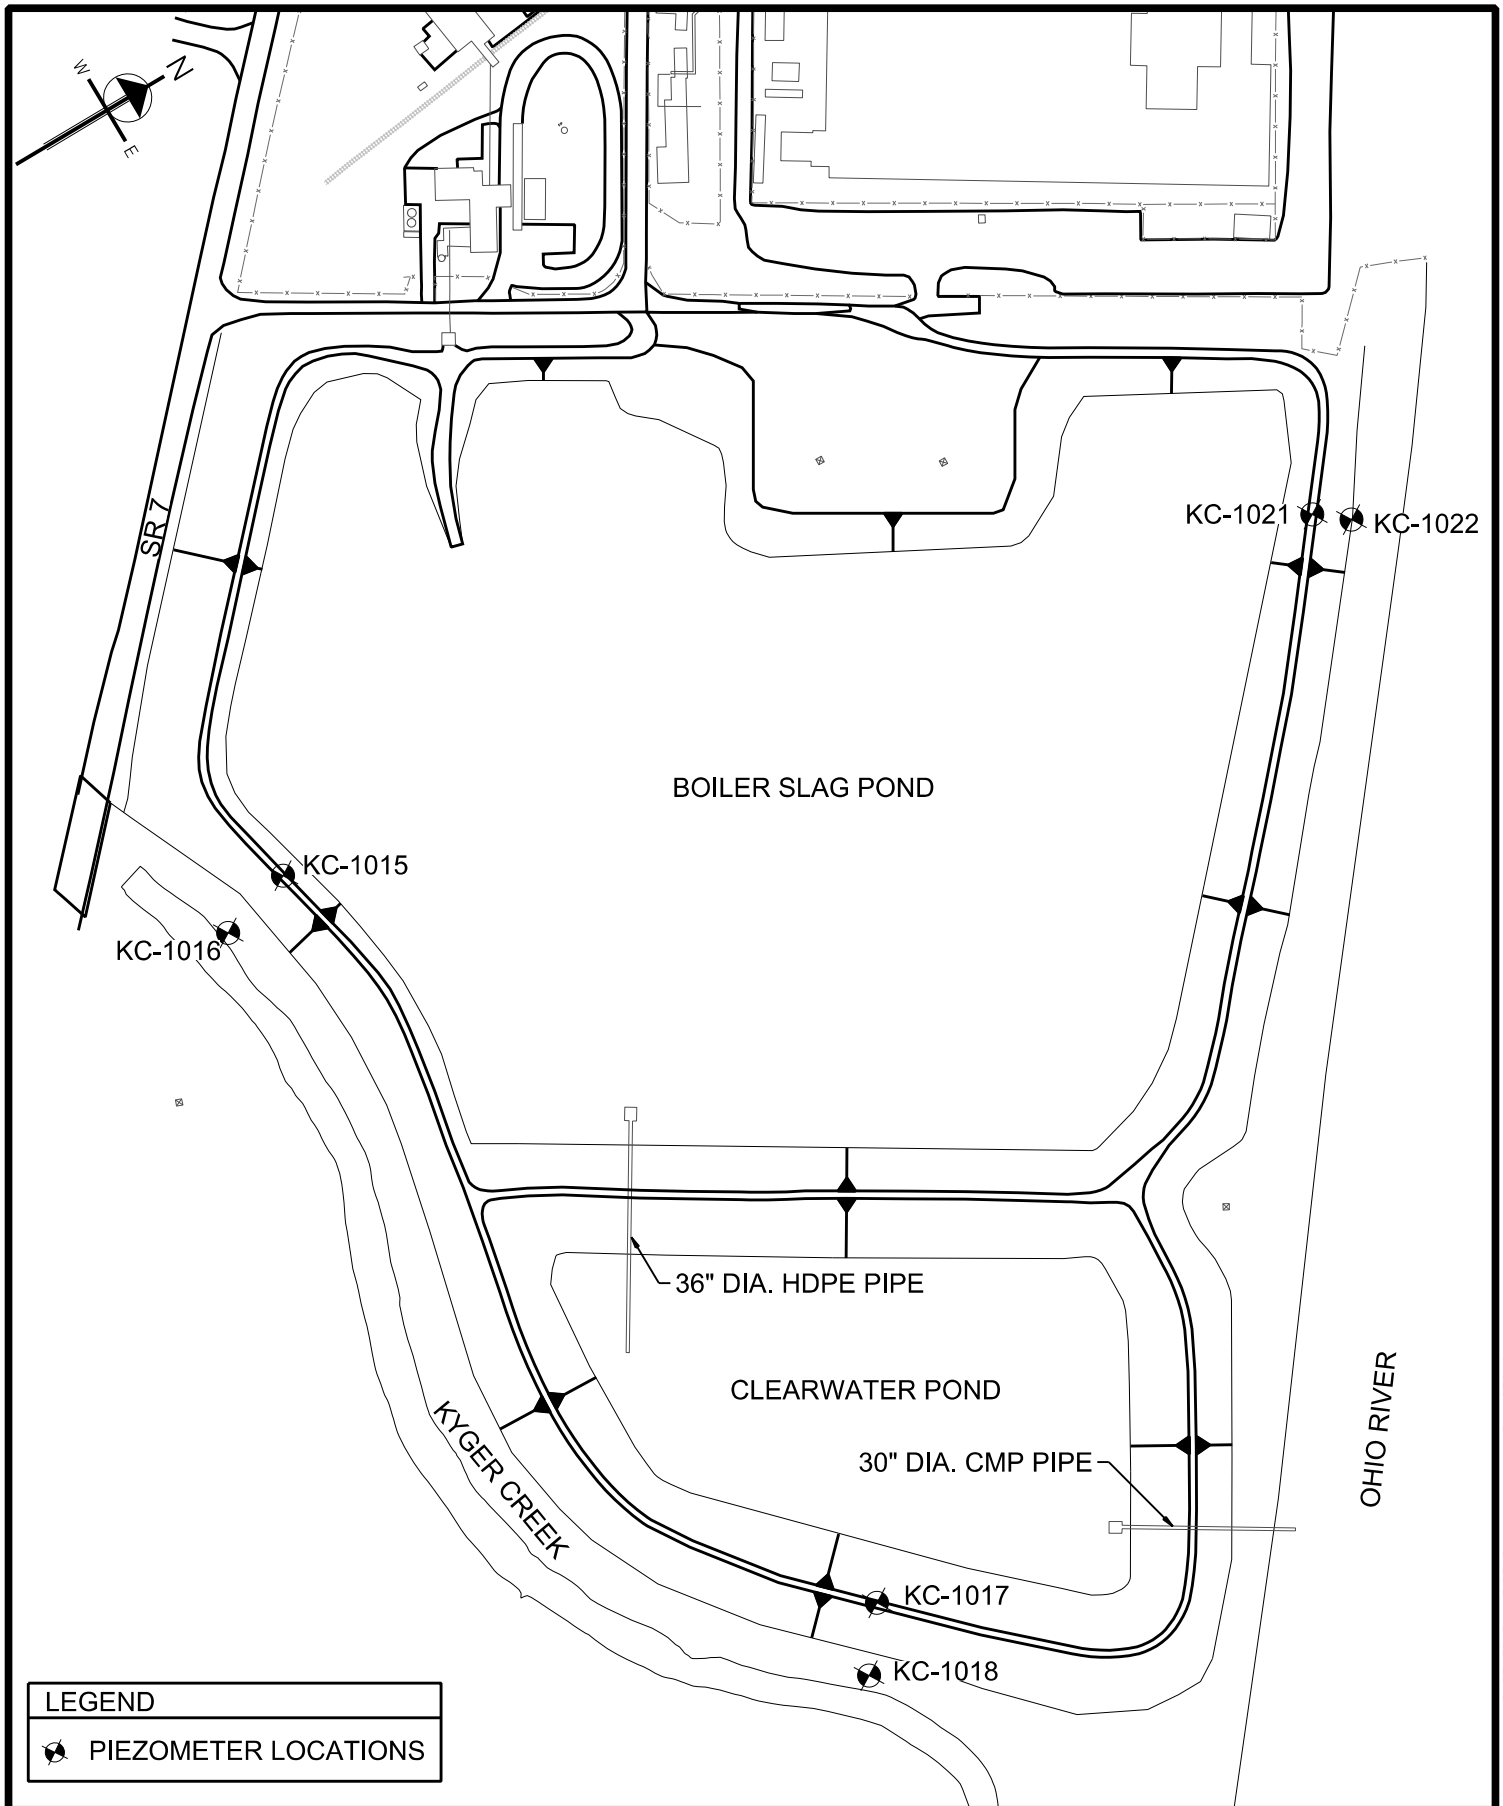 W
N
E
SR 7
KC-1021
KC-1022
BOILER SLAG POND
KC-1015
KC-1016
36" DIA. HDPE PIPE
CLEARWATER POND
KYGER CREEK
30" DIA. CMP PIPE
OHIO RIVER
KC-1017
KC-1018
LEGEND
PIEZOMETER LOCATIONS